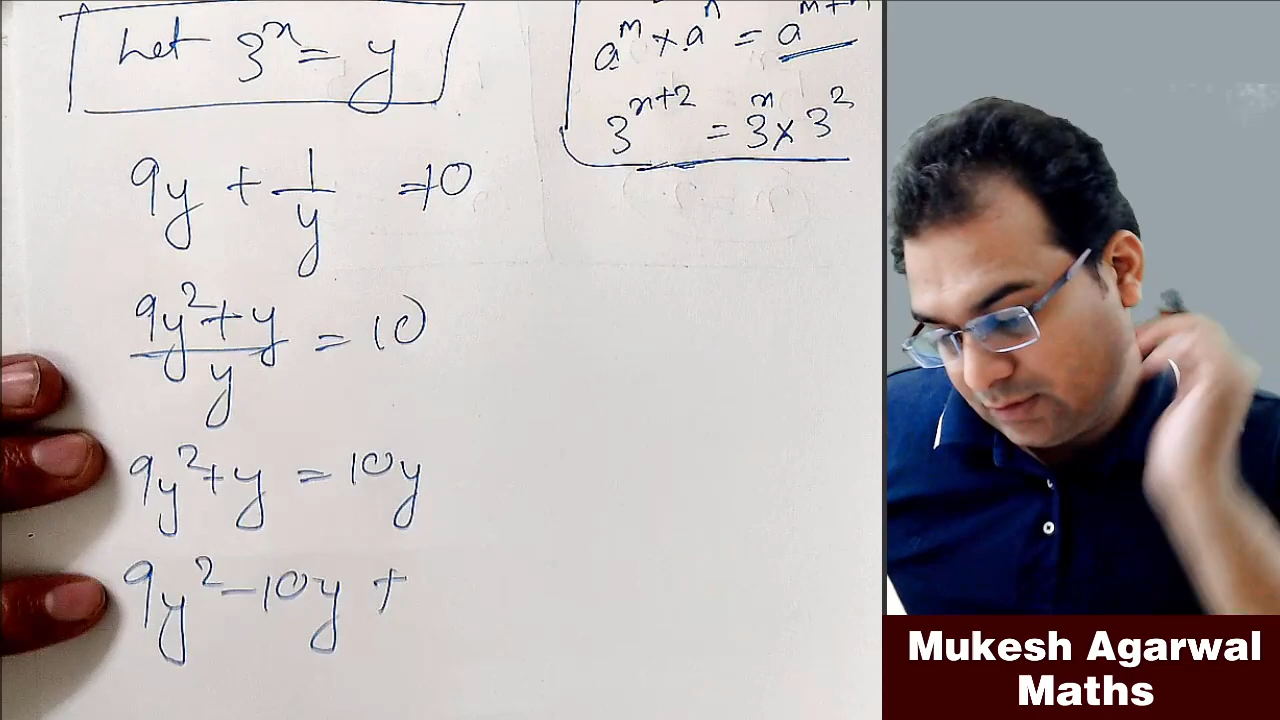 Let 3^x = y
a^m × a^n = a^{m+n}
3^{x+2} = 3^x × 3^2
9y + 1/y = 10
(9y^2 + y)/y = 10
9y^2 + y = 10y
9y^2 - 10y +
Mukesh Agarwal
Maths